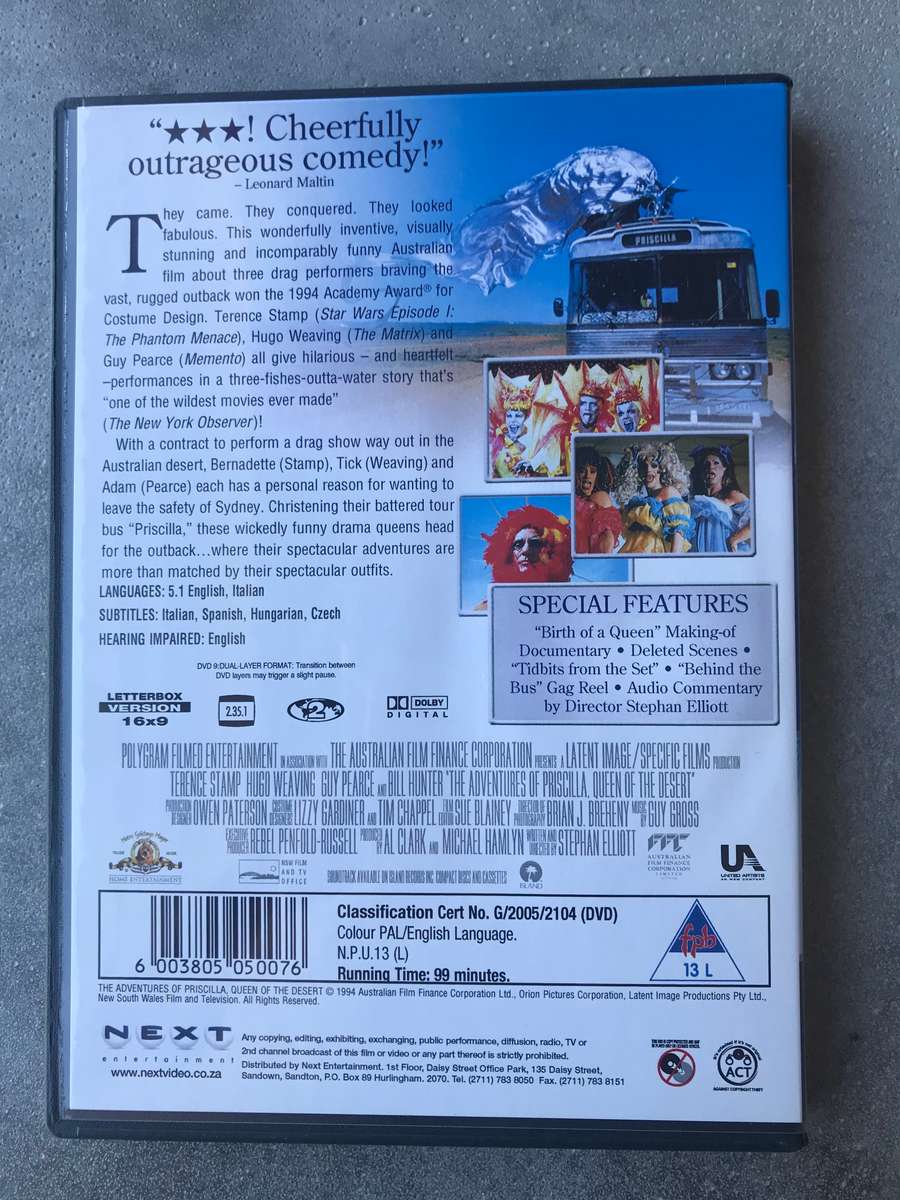 “★★★! Cheerfully
outrageous comedy!”
– Leonard Maltin
They came. They conquered. They looked
fabulous. This wonderfully inventive, visually
stunning and incomparably funny Australian
film about three drag performers braving the
vast, rugged outback won the 1994 Academy Award® for
Costume Design. Terence Stamp (Star Wars Episode I:
The Phantom Menace), Hugo Weaving (The Matrix) and
Guy Pearce (Memento) all give hilarious – and heartfelt
–performances in a three-fishes-outta-water story that's
“one of the wildest movies ever made”
(The New York Observer)!
With a contract to perform a drag show way out in the
Australian desert, Bernadette (Stamp), Tick (Weaving) and
Adam (Pearce) each has a personal reason for wanting to
leave the safety of Sydney. Christening their battered tour
bus “Priscilla,” these wickedly funny drama queens head
for the outback...where their spectacular adventures are
more than matched by their spectacular outfits.
PRISCILLA
LANGUAGES: 5.1 English, Italian
SUBTITLES: Italian, Spanish, Hungarian, Czech
HEARING IMPAIRED: English
SPECIAL FEATURES
“Birth of a Queen” Making-of
Documentary • Deleted Scenes •
“Tidbits from the Set” • “Behind the
Bus” Gag Reel • Audio Commentary
by Director Stephan Elliott
DVD 9:DUAL-LAYER FORMAT: Transition between
DVD layers may trigger a slight pause.
LETTERBOX
VERSION
16x9
2.35.1
2
DOLBY
DIGITAL
POLYGRAM FILMED ENTERTAINMENT IN ASSOCIATION WITH THE AUSTRALIAN FILM FINANCE CORPORATION PRESENTS A LATENT IMAGE/SPECIFIC FILMS PRODUCTION
TERENCE STAMP HUGO WEAVING GUY PEARCE AND BILL HUNTER 'THE ADVENTURES OF PRISCILLA, QUEEN OF THE DESERT'
PRODUCTION DESIGNER OWEN PATERSON COSTUME DESIGNERS LIZZY GARDINER AND TIM CHAPPEL EDITOR SUE BLAINEY DIRECTOR OF PHOTOGRAPHY BRIAN J. BREHENY MUSIC BY GUY GROSS
EXECUTIVE PRODUCER REBEL PENFOLD-RUSSELL PRODUCED BY AL CLARK AND MICHAEL HAMLYN WRITTEN AND DIRECTED BY STEPHAN ELLIOTT
Metro Goldwyn Mayer
HOME ENTERTAINMENT
NSW FILM
AND TV
OFFICE
SOUNDTRACK AVAILABLE ON ISLAND RECORDS INC. COMPACT DISCS AND CASSETTES
ISLAND
FFC
AUSTRALIAN
FILM FINANCE
CORPORATION
LIMITED
UA
UNITED ARTISTS
6 003805 050076
Classification Cert No. G/2005/2104 (DVD)
Colour PAL/English Language.
N.P.U.13 (L)
Running Time: 99 minutes.
fpb
13 L
THE ADVENTURES OF PRISCILLA, QUEEN OF THE DESERT © 1994 Australian Film Finance Corporation Ltd., Orion Pictures Corporation, Latent Image Productions Pty Ltd.,
New South Wales Film and Television. All Rights Reserved.
NEXT
entertainment
www.nextvideo.co.za
Any copying, editing, exhibiting, exchanging, public performance, diffusion, radio, TV or
2nd channel broadcast of this film or video or any part thereof is strictly prohibited.
Distributed by Next Entertainment. 1st Floor, Daisy Street Office Park, 135 Daisy Street,
Sandown, Sandton, P.O. Box 89 Hurlingham. 2070. Tel. (2711) 783 8050 Fax. (2711) 783 8151
ACT
AGAINST COPYRIGHT THEFT